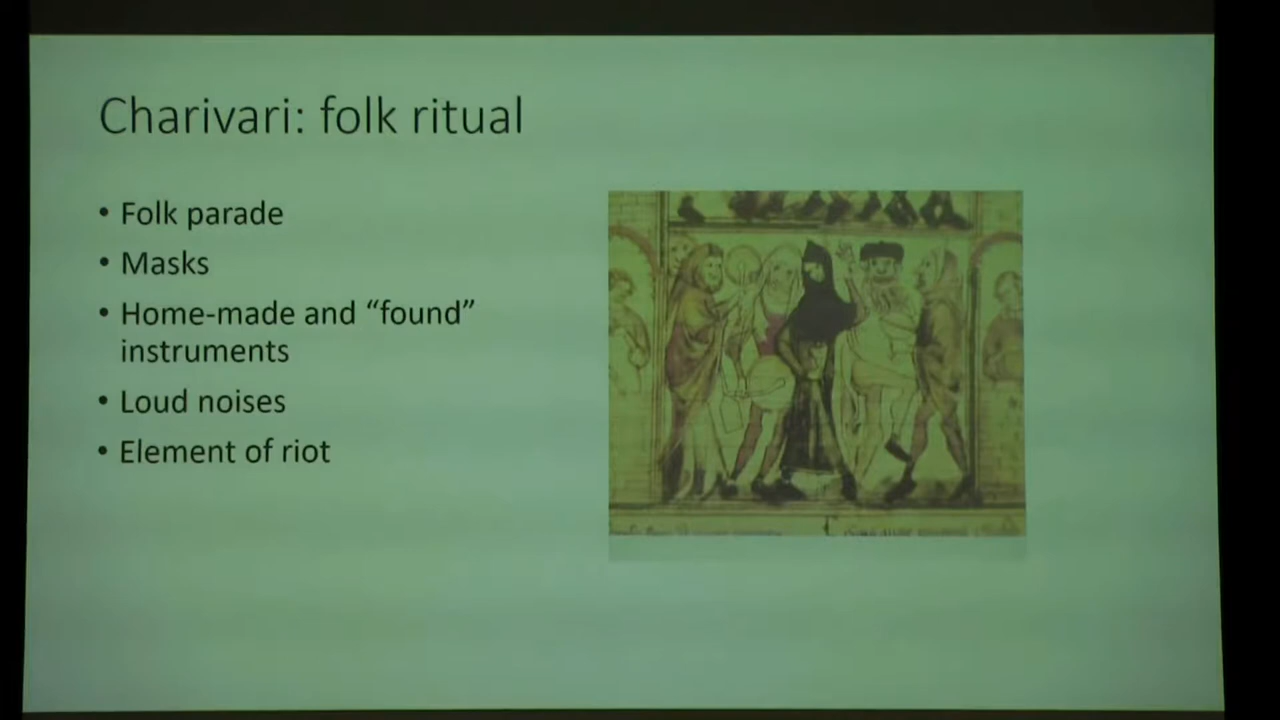 Charivari: folk ritual
• Folk parade
• Masks
• Home-made and “found”
instruments
• Loud noises
• Element of riot